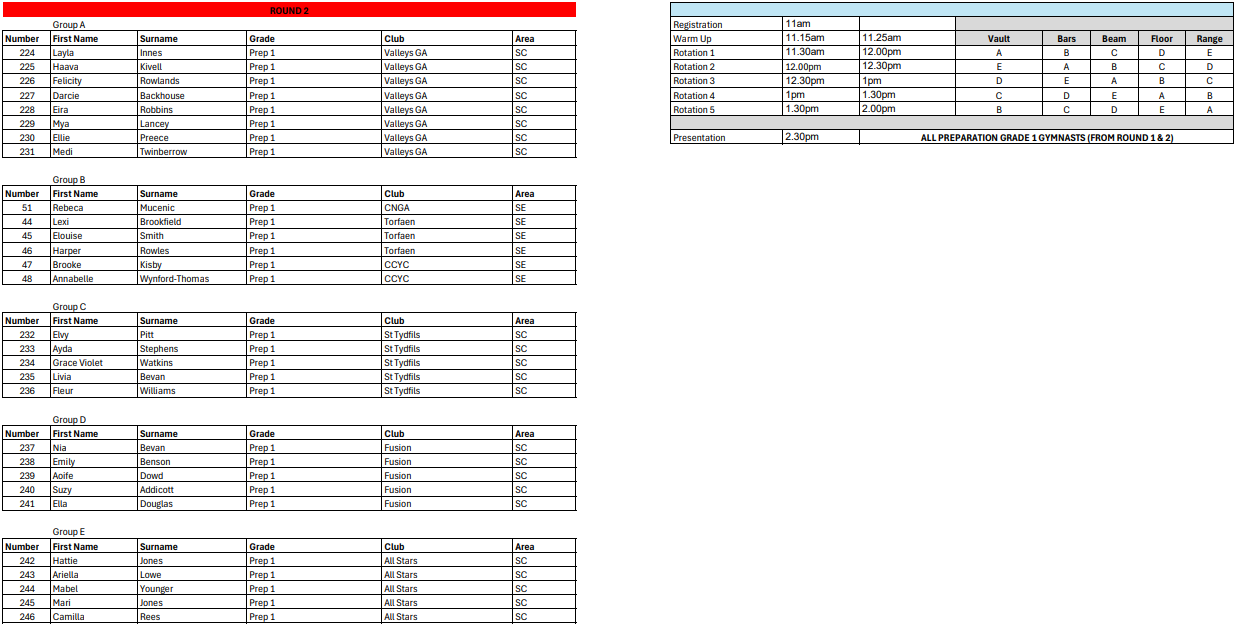 ROUND 2
Group A
Number First Name Surname Grade Club Area
224 Layla Innes Prep 1 Valleys GA SC
225 Haava Kivell Prep 1 Valleys GA SC
226 Felicity Rowlands Prep 1 Valleys GA SC
227 Darcie Backhouse Prep 1 Valleys GA SC
228 Eira Robbins Prep 1 Valleys GA SC
229 Mya Lancey Prep 1 Valleys GA SC
230 Ellie Preece Prep 1 Valleys GA SC
231 Medi Twinberrow Prep 1 Valleys GA SC
Group B
Number First Name Surname Grade Club Area
51 Rebeca Mucenic Prep 1 CNGA SE
44 Lexi Brookfield Prep 1 Torfaen SE
45 Elouise Smith Prep 1 Torfaen SE
46 Harper Rowles Prep 1 Torfaen SE
47 Brooke Kisby Prep 1 CCYC SE
48 Annabelle Wynford-Thomas Prep 1 CCYC SE
Group C
Number First Name Surname Grade Club Area
232 Elvy Pitt Prep 1 St Tydfils SC
233 Ayda Stephens Prep 1 St Tydfils SC
234 Grace Violet Watkins Prep 1 St Tydfils SC
235 Livia Bevan Prep 1 St Tydfils SC
236 Fleur Williams Prep 1 St Tydfils SC
Group D
Number First Name Surname Grade Club Area
237 Nia Bevan Prep 1 Fusion SC
238 Emily Benson Prep 1 Fusion SC
239 Aoife Dowd Prep 1 Fusion SC
240 Suzy Addicott Prep 1 Fusion SC
241 Ella Douglas Prep 1 Fusion SC
Group E
Number First Name Surname Grade Club Area
242 Hattie Jones Prep 1 All Stars SC
243 Ariella Lowe Prep 1 All Stars SC
244 Mabel Younger Prep 1 All Stars SC
245 Mari Jones Prep 1 All Stars SC
246 Camilla Rees Prep 1 All Stars SC
Registration 11am
Warm Up 11.15am 11.25am Vault Bars Beam Floor Range
Rotation 1 11.30am 12.00pm A B C D E
Rotation 2 12.00pm 12.30pm E A B C D
Rotation 3 12.30pm 1pm D E A B C
Rotation 4 1pm 1.30pm C D E A B
Rotation 5 1.30pm 2.00pm B C D E A
Presentation 2.30pm ALL PREPARATION GRADE 1 GYMNASTS (FROM ROUND 1 & 2)